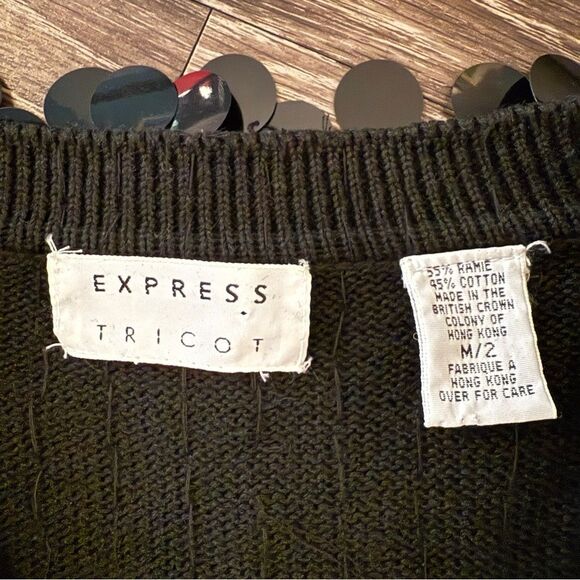 EXPRESS
TRICOT
55% RAMIE
45% COTTON
MADE IN THE
BRITISH CROWN
COLONY OF
HONG KONG
M/2
FABRIQUE A
HONG KONG
OVER FOR CARE